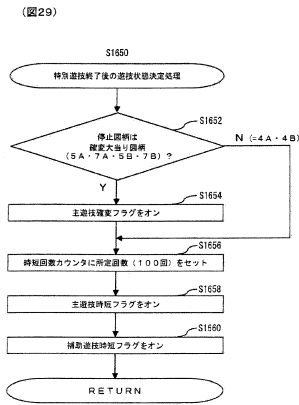 (図29)
S1650
特別遊技終了後の遊技状態決定処理
S1652
停止図柄は
確変大当り図柄
(5A・7A・5B・7B)?
N (=4A・4B)
Y
S1654
主遊技確変フラグをオン
S1656
時短回数カウンタに所定回数(100回)をセット
S1658
主遊技時短フラグをオン
S1660
補助遊技時短フラグをオン
RETURN